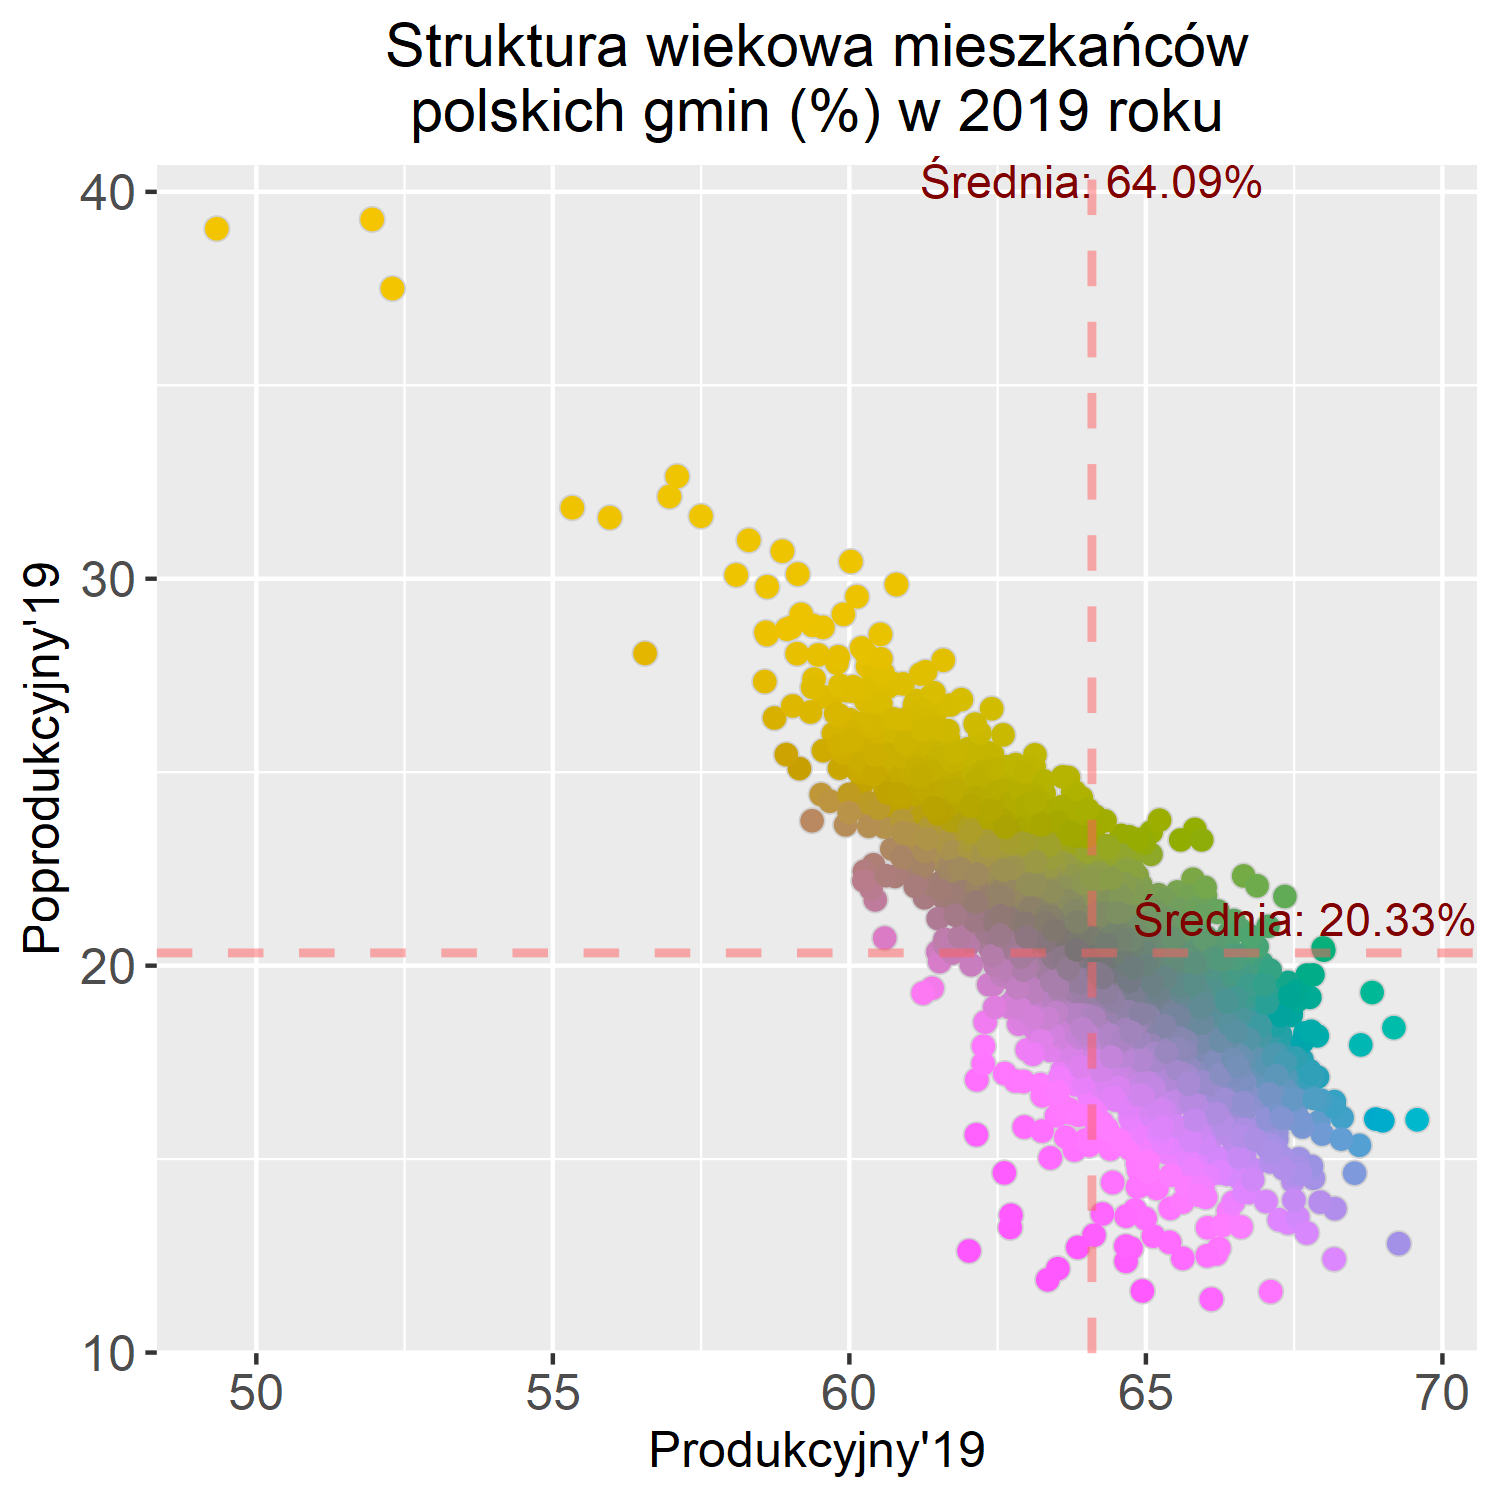 Struktura wiekowa mieszkańców
polskich gmin (%) w 2019 roku
Średnia: 64.09%
40
30
Poprodukcyjny'19
Średnia: 20.33%
20
10
50 55 60 65 70
Produkcyjny'19